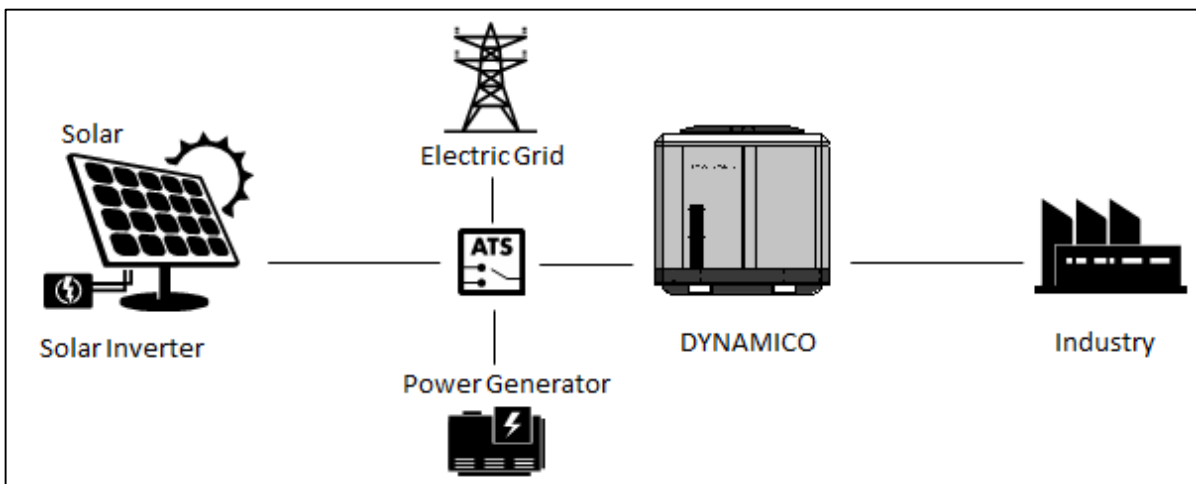 Solar
Solar Inverter
Electric Grid
ATS
Power Generator
DYNAMICO
Industry